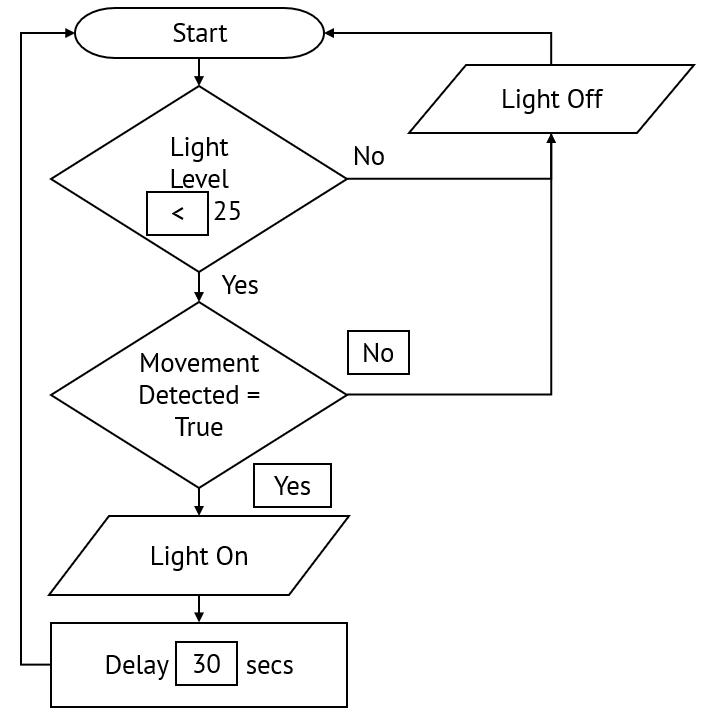 Start
Light Off
Light
Level
< 25
No
Yes
Movement
Detected =
True
No
Yes
Light On
Delay 30 secs